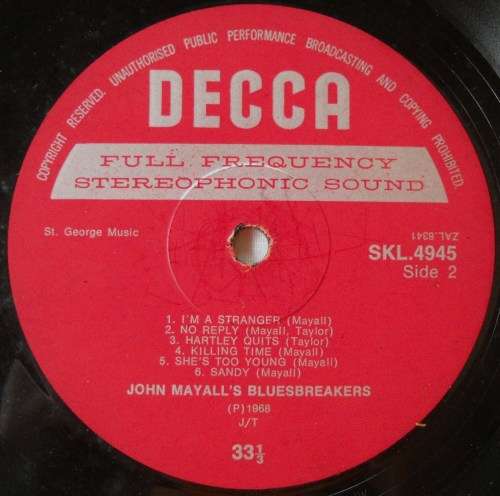 COPYRIGHT RESERVED. UNAUTHORISED PUBLIC PERFORMANCE BROADCASTING AND COPYING PROHIBITED.
DECCA
FULL FREQUENCY
STEREOPHONIC SOUND
St. George Music
ZAL.8341
SKL.4945
Side 2
1. I'M A STRANGER (Mayall)
2. NO REPLY (Mayall, Taylor)
3. HARTLEY QUITS (Taylor)
4. KILLING TIME (Mayall)
5. SHE'S TOO YOUNG (Mayall)
6. SANDY (Mayall)
JOHN MAYALL'S BLUESBREAKERS
(P)1968
J/T
33⅓